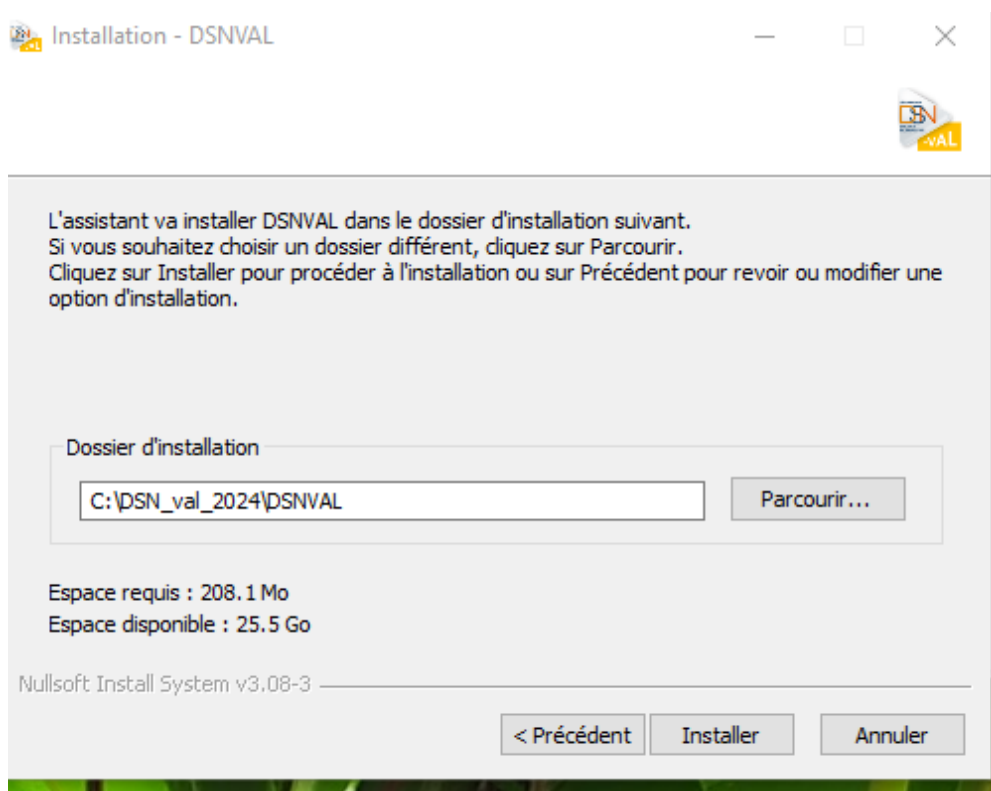 Installation - DSNVAL
DSN
-VAL
L'assistant va installer DSNVAL dans le dossier d'installation suivant.
Si vous souhaitez choisir un dossier différent, cliquez sur Parcourir.
Cliquez sur Installer pour procéder à l'installation ou sur Précédent pour revoir ou modifier une
option d'installation.
Dossier d'installation
C:\DSN_val_2024\DSNVAL
Parcourir...
Espace requis : 208.1 Mo
Espace disponible : 25.5 Go
Nullsoft Install System v3.08-3
< Précédent
Installer
Annuler